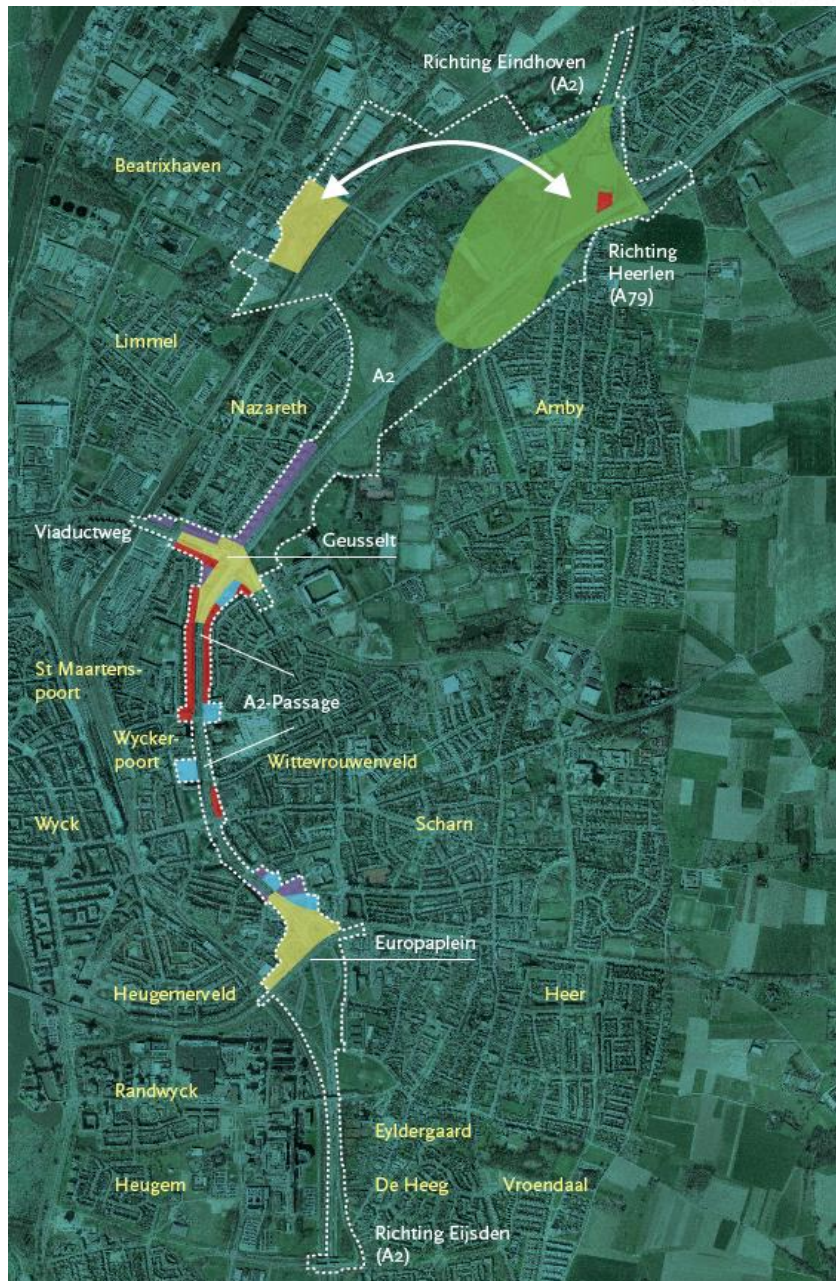 Richting Eindhoven
(A2)
Beatrixhaven
Richting
Heerlen
(A79)
Limmel
A2
Nazareth
Amby
Viaductweg
Geusselt
St Maartens-
poort
A2-Passage
Wycker-
poort
Wittevrouwenveld
Wyck
Scharn
Europaplein
Heugemerveld
Heer
Randwyck
Eyldergaard
Heugem
De Heeg
Vroendaal
Richting Eijsden
(A2)